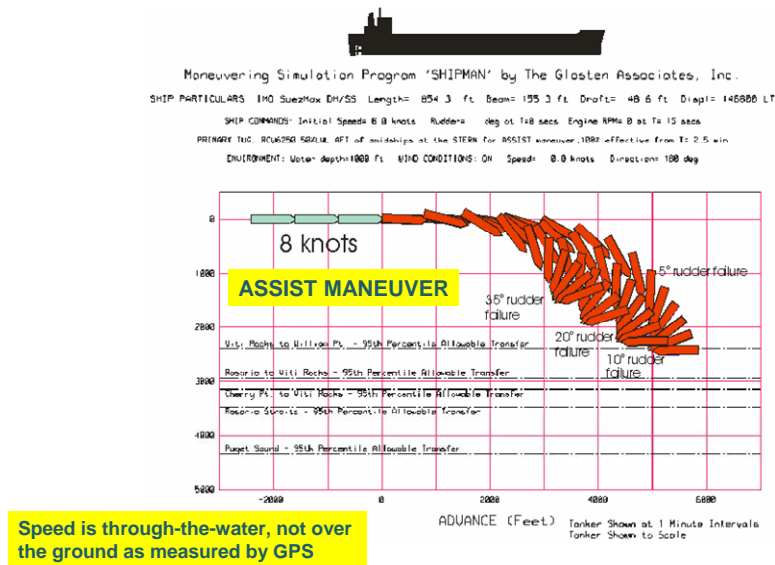 Maneuvering Simulation Program 'SHIPMAN' by The Glosten Associates, Inc.
SHIP PARTICULARS IMO SuezMax DH/SS Length= 854.3 ft Beam= 155.3 ft Draft= 48.6 ft Displ= 146800 LT
SHIP COMMANDS: Initial Speed= 8.0 knots Rudder= deg at T=0 secs Engine RPM= 0 at T= 15 secs
PRIMARY TUG. AFT of amidships at the STERN for ASSIST maneuver, 100% effective from T= 2.5 min
ENVIRONMENT: Water depth=1000 ft WIND CONDITIONS: ON Speed= 0.0 knots Direction= 180 deg
0
8 knots
1000
ASSIST MANEUVER
5° rudder failure
35° rudder
failure
2000
20° rudder
failure
10° rudder
failure
Viti Rocks to William Pt. - 95th Percentile Allowable Transfer
Rosario to Viti Rocks - 95th Percentile Allowable Transfer
3000
Cherry Pt. to Viti Rocks - 95th Percentile Allowable Transfer
Rosario Straits - 95th Percentile Allowable Transfer
4000
Puget Sound - 95th Percentile Allowable Transfer
5000
-2000 0 2000 4000 6000
ADVANCE (Feet)
Tanker Shown at 1 Minute Intervals
Tanker Shown to Scale
Speed is through-the-water, not over
the ground as measured by GPS